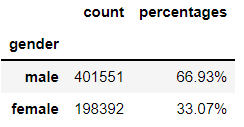 count percentages
gender
male 401551 66.93%
female 198392 33.07%